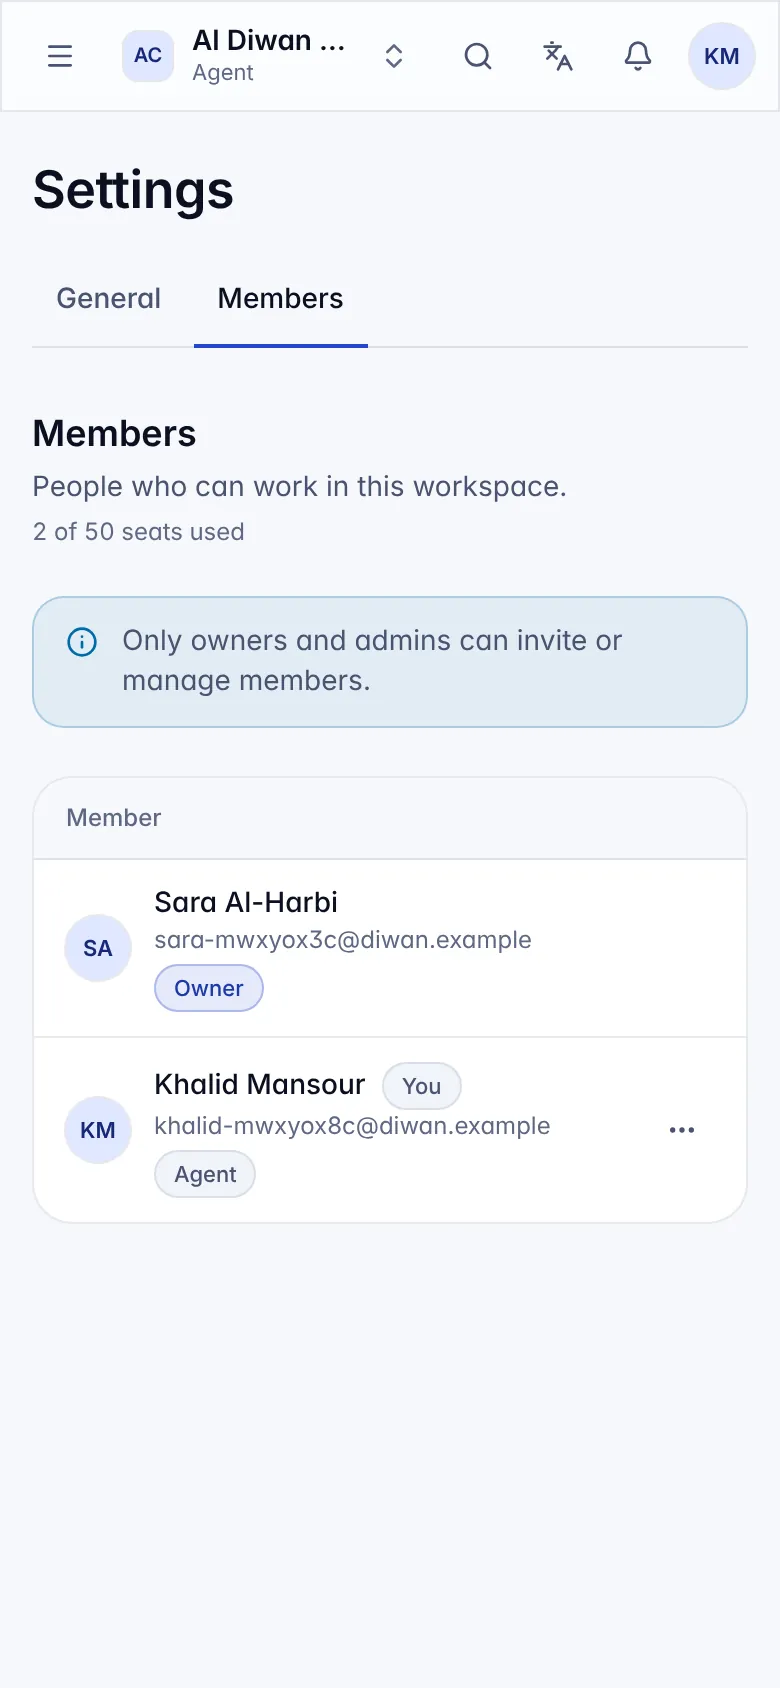 AC
Al Diwan ...
Agent
KM
Settings
General
Members
Members
People who can work in this workspace.
2 of 50 seats used
Only owners and admins can invite or
manage members.
Member
SA
Sara Al-Harbi
sara-mwxyox3c@diwan.example
Owner
KM
Khalid Mansour You
khalid-mwxyox8c@diwan.example
Agent